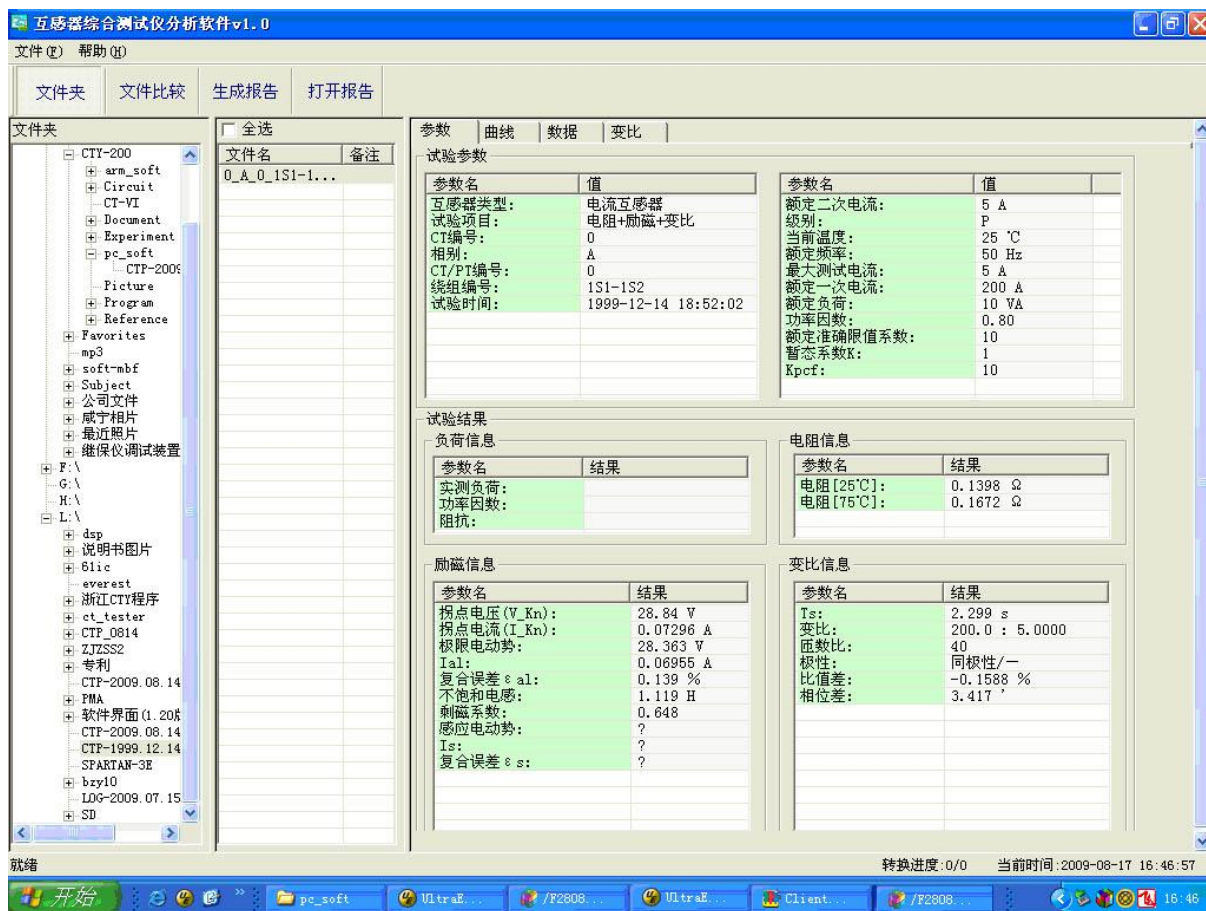 互感器综合测试仪分析软件v1.0
文件(F) 帮助(H)
文件夹 文件比较 生成报告 打开报告
文件夹
CTY-200
arm_soft
Circuit
CT-VI
Document
Experiment
pc_soft
CTP-2009
Picture
Program
Reference
Favorites
mp3
soft-mbf
Subject
公司文件
咸宁相片
最近照片
继保仪调试装置
F:\
G:\
H:\
L:\
dsp
说明书图片
61ic
everest
浙江CTY程序
ct_tester
CTP_0814
ZJZSS2
专利
CTP-2009.08.14
PMA
软件界面(1.20版
CTP-2009.08.14
CTP-1999.12.14
SPARTAN-3E
bzy10
LOG-2009.07.15
SD
全选
文件名 备注
0_A_0_1S1-1...
参数 曲线 数据 变比
试验参数
参数名 值
互感器类型: 电流互感器
试验项目: 电阻+励磁+变比
CT编号: 0
相别: A
CT/PT编号: 0
绕组编号: 1S1-1S2
试验时间: 1999-12-14 18:52:02
参数名 值
额定二次电流: 5 A
级别: P
当前温度: 25 ℃
额定频率: 50 Hz
最大测试电流: 5 A
额定一次电流: 200 A
额定负荷: 10 VA
功率因数: 0.80
额定准确限值系数: 10
暂态系数K: 1
Kpcf: 10
试验结果
负荷信息
参数名 结果
实测负荷:
功率因数:
阻抗:
电阻信息
参数名 结果
电阻[25℃]: 0.1398 Ω
电阻[75℃]: 0.1672 Ω
励磁信息
参数名 结果
拐点电压(V_Kn): 28.84 V
拐点电流(I_Kn): 0.07296 A
极限电动势: 28.363 V
Ial: 0.06955 A
复合误差εal: 0.139 %
不饱和电感: 1.119 H
剩磁系数: 0.648
感应电动势: ?
Is: ?
复合误差εs: ?
变比信息
参数名 结果
Ts: 2.299 s
变比: 200.0 : 5.0000
匝数比: 40
极性: 同极性/—
比值差: -0.1588 %
相位差: 3.417 '
就绪 转换进度:0/0 当前时间:2009-08-17 16:46:57
开始 pc_soft UltraE... /F2808... UltraE... Client... /F2808... 16:46